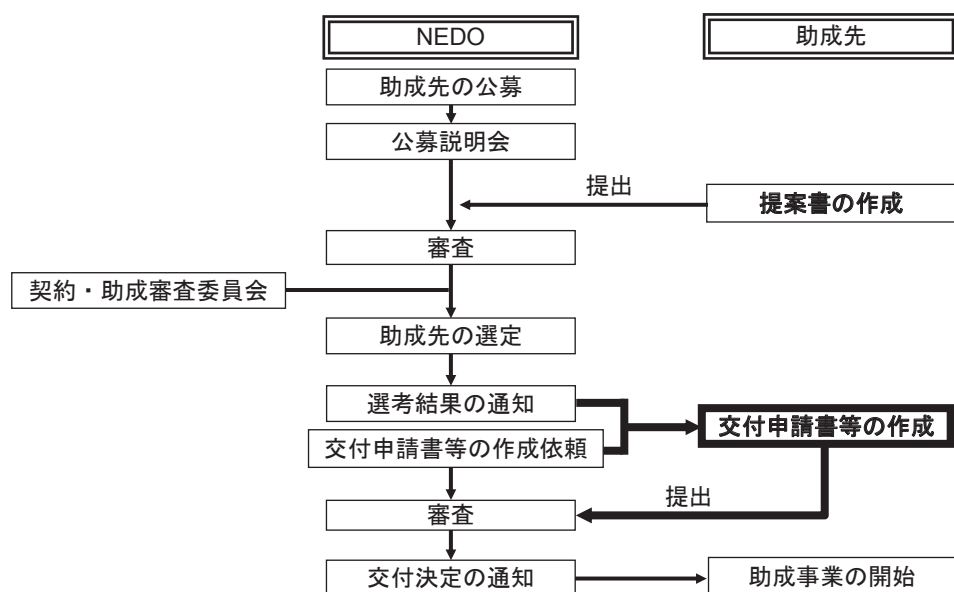 NEDO
助成先
助成先の公募
公募説明会
提出
提案書の作成
審査
契約・助成審査委員会
助成先の選定
選考結果の通知
交付申請書等の作成
交付申請書等の作成依頼
提出
審査
交付決定の通知
助成事業の開始